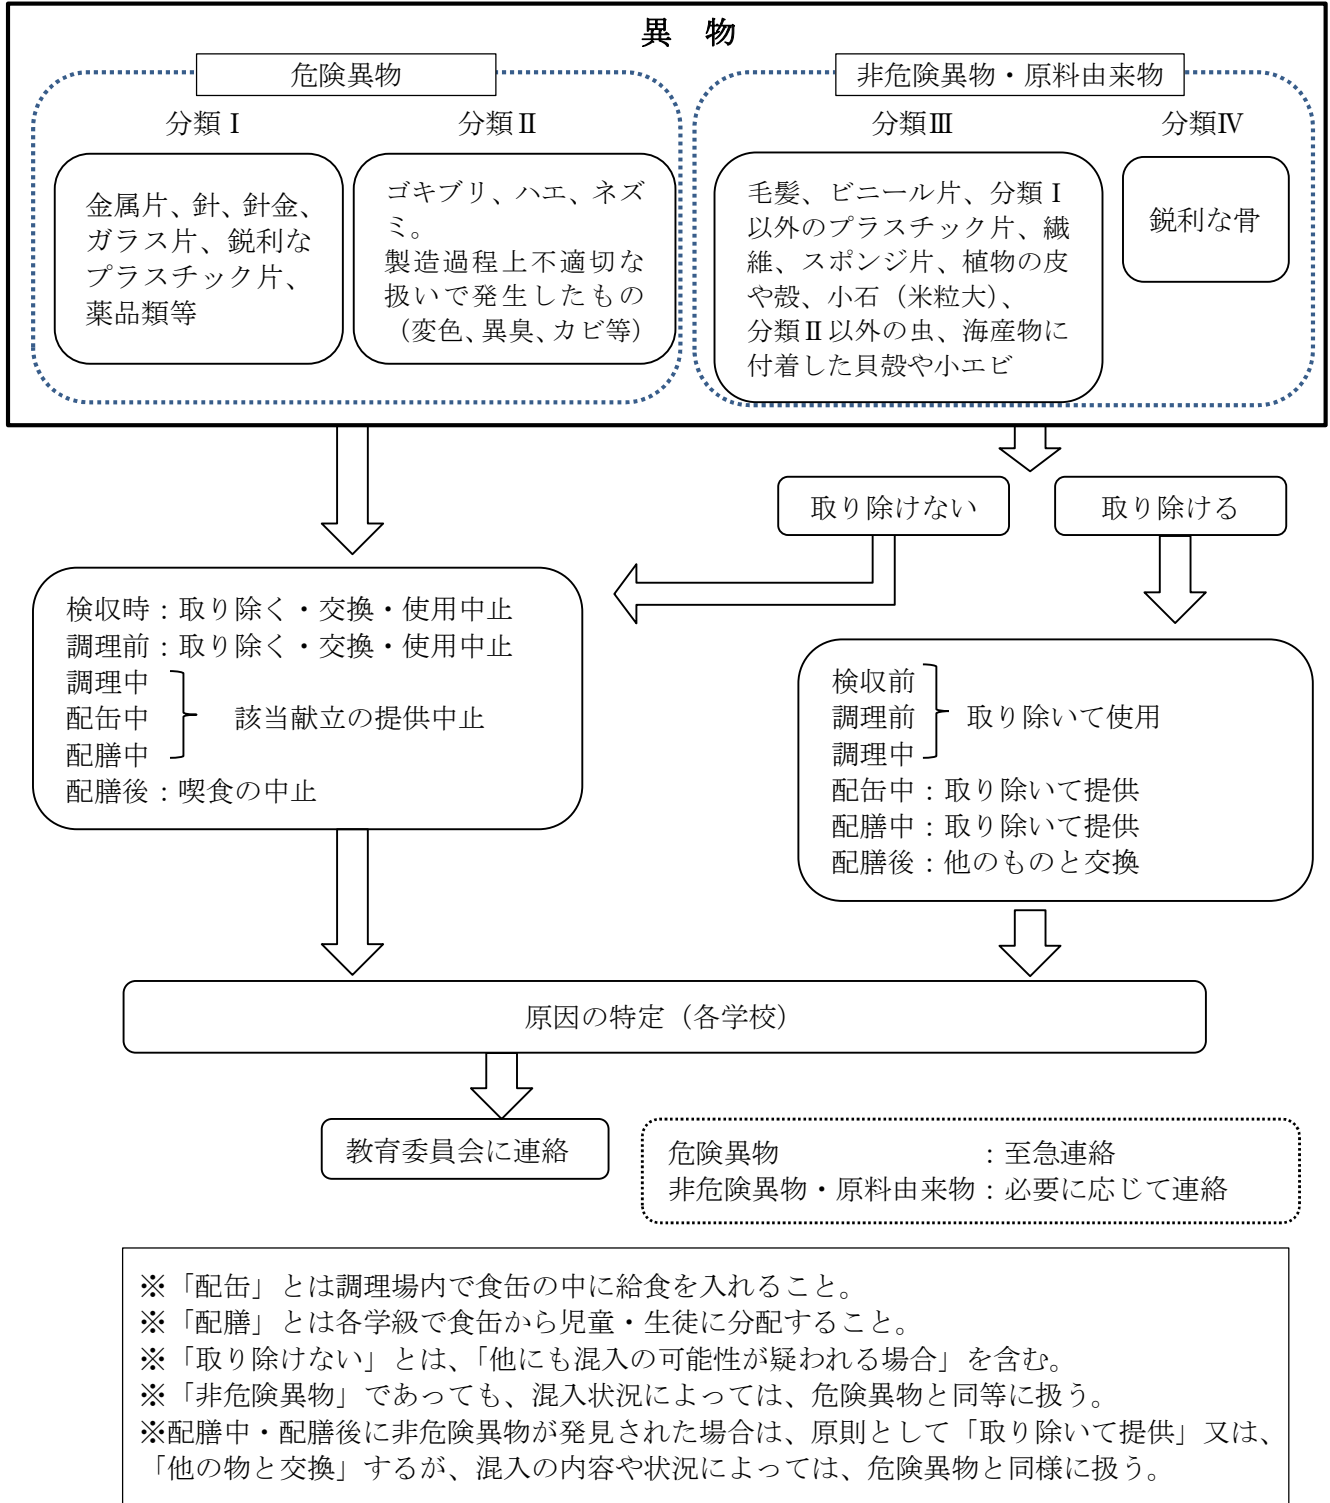 異　物
危険異物
非危険異物・原料由来物
分類Ⅰ
分類Ⅱ
分類Ⅲ
分類Ⅳ
金属片、針、針金、
ガラス片、鋭利な
プラスチック片、
薬品類等
ゴキブリ、ハエ、ネズ
ミ。
製造過程上不適切な
扱いで発生したもの
（変色、異臭、カビ等）
毛髪、ビニール片、分類Ⅰ
以外のプラスチック片、繊
維、スポンジ片、植物の皮
や殻、小石（米粒大）、
分類Ⅱ以外の虫、海産物に
付着した貝殻や小エビ
鋭利な骨
取り除けない
取り除ける
検収時：取り除く・交換・使用中止
調理前：取り除く・交換・使用中止
調理中
配缶中　該当献立の提供中止
配膳中
配膳後：喫食の中止
検収前
調理前　取り除いて使用
調理中
配缶中：取り除いて提供
配膳中：取り除いて提供
配膳後：他のものと交換
原因の特定（各学校）
教育委員会に連絡
危険異物　　　　　　　：至急連絡
非危険異物・原料由来物：必要に応じて連絡
※「配缶」とは調理場内で食缶の中に給食を入れること。
※「配膳」とは各学級で食缶から児童・生徒に分配すること。
※「取り除けない」とは、「他にも混入の可能性が疑われる場合」を含む。
※「非危険異物」であっても、混入状況によっては、危険異物と同等に扱う。
※配膳中・配膳後に非危険異物が発見された場合は、原則として「取り除いて提供」又は、
「他の物と交換」するが、混入の内容や状況によっては、危険異物と同様に扱う。